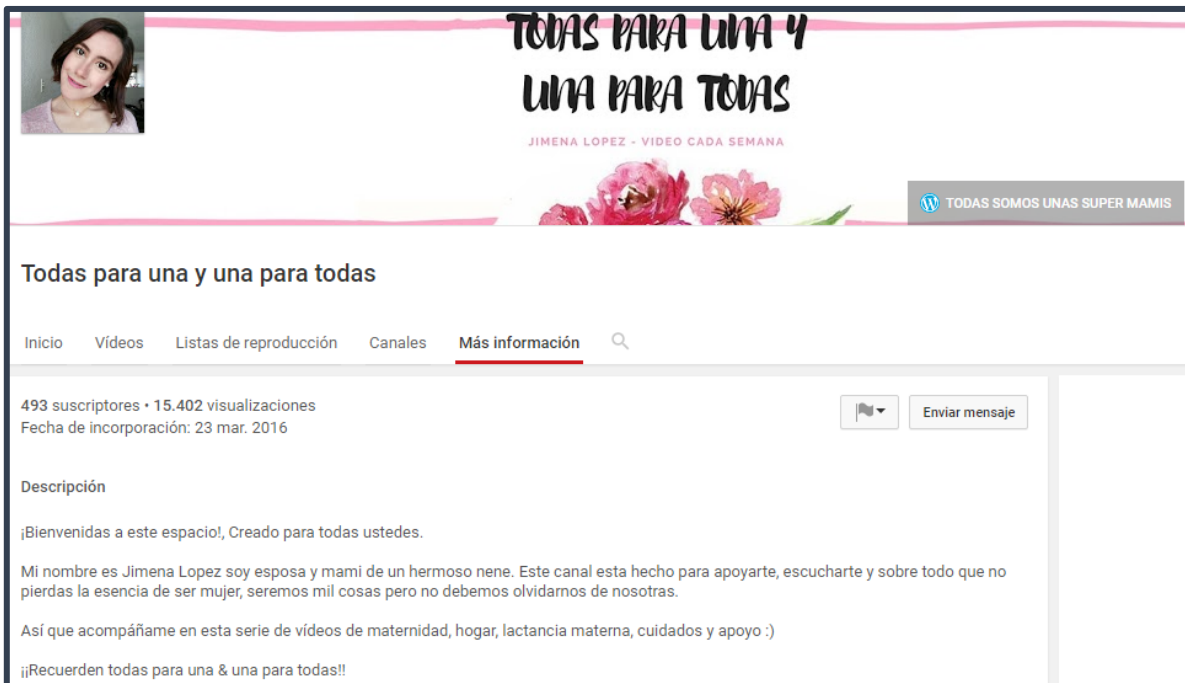 TODAS PARA UNA Y
UNA PARA TODAS
JIMENA LOPEZ - VIDEO CADA SEMANA
TODAS SOMOS UNAS SUPER MAMIS
Todas para una y una para todas
Inicio Vídeos Listas de reproducción Canales Más información
493 suscriptores • 15.402 visualizaciones
Enviar mensaje
Fecha de incorporación: 23 mar. 2016
Descripción
¡Bienvenidas a este espacio!, Creado para todas ustedes.
Mi nombre es Jimena Lopez soy esposa y mami de un hermoso nene. Este canal esta hecho para apoyarte, escucharte y sobre todo que no
pierdas la esencia de ser mujer, seremos mil cosas pero no debemos olvidarnos de nosotras.
Así que acompáñame en esta serie de vídeos de maternidad, hogar, lactancia materna, cuidados y apoyo :)
¡¡Recuerden todas para una & una para todas!!